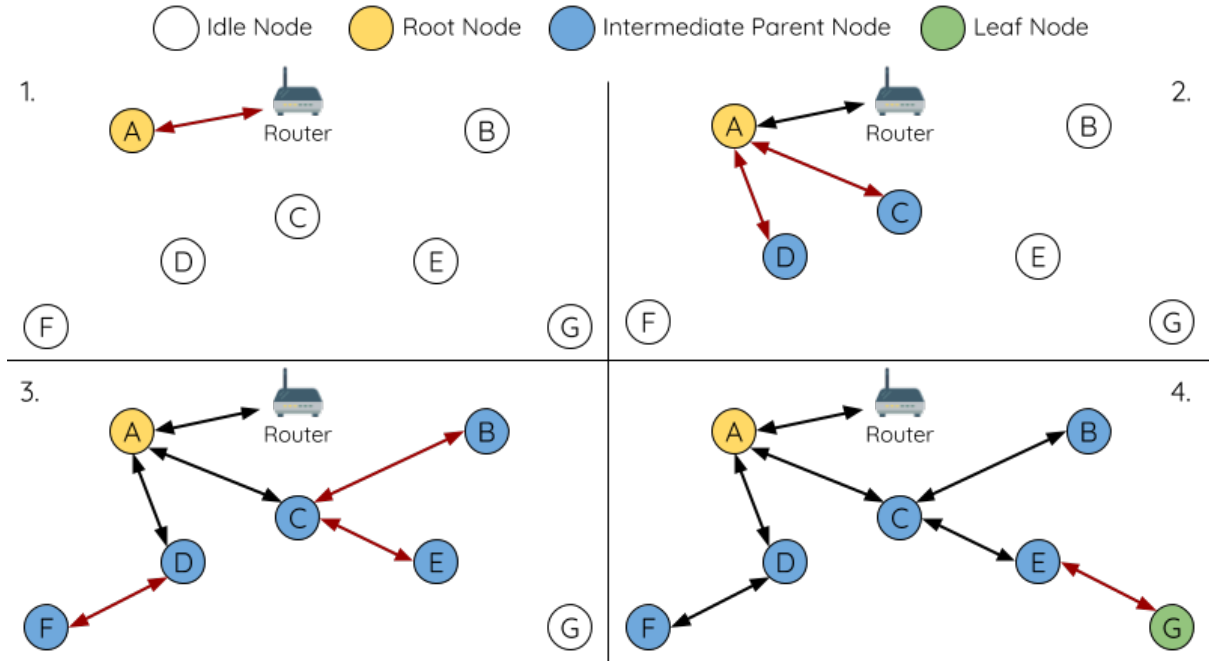 Idle Node
Root Node
Intermediate Parent Node
Leaf Node
1.
A
Router
B
C
D
E
F
G
2.
A
Router
B
C
D
E
F
G
3.
A
Router
B
C
D
E
F
G
4.
A
Router
B
C
D
E
F
G